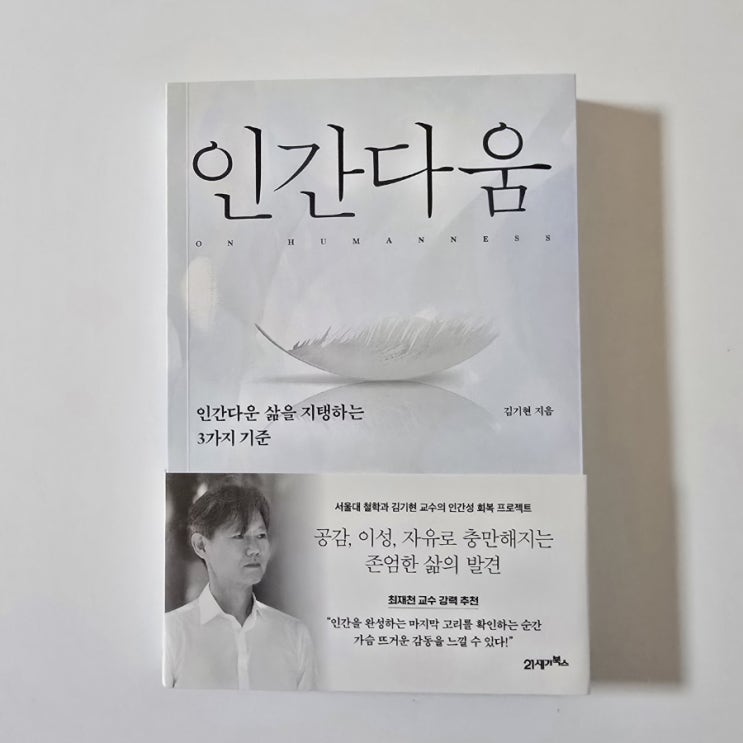 인간다움
ON HUMANNESS
인간다운 삶을 지탱하는
3가지 기준
김기현 지음
서울대 철학과 김기현 교수의 인간성 회복 프로젝트
공감, 이성, 자유로 충만해지는
존엄한 삶의 발견
최재천 교수 강력 추천
"인간을 완성하는 마지막 고리를 확인하는 순간
가슴 뜨거운 감동을 느낄 수 있다!"
21세기북스